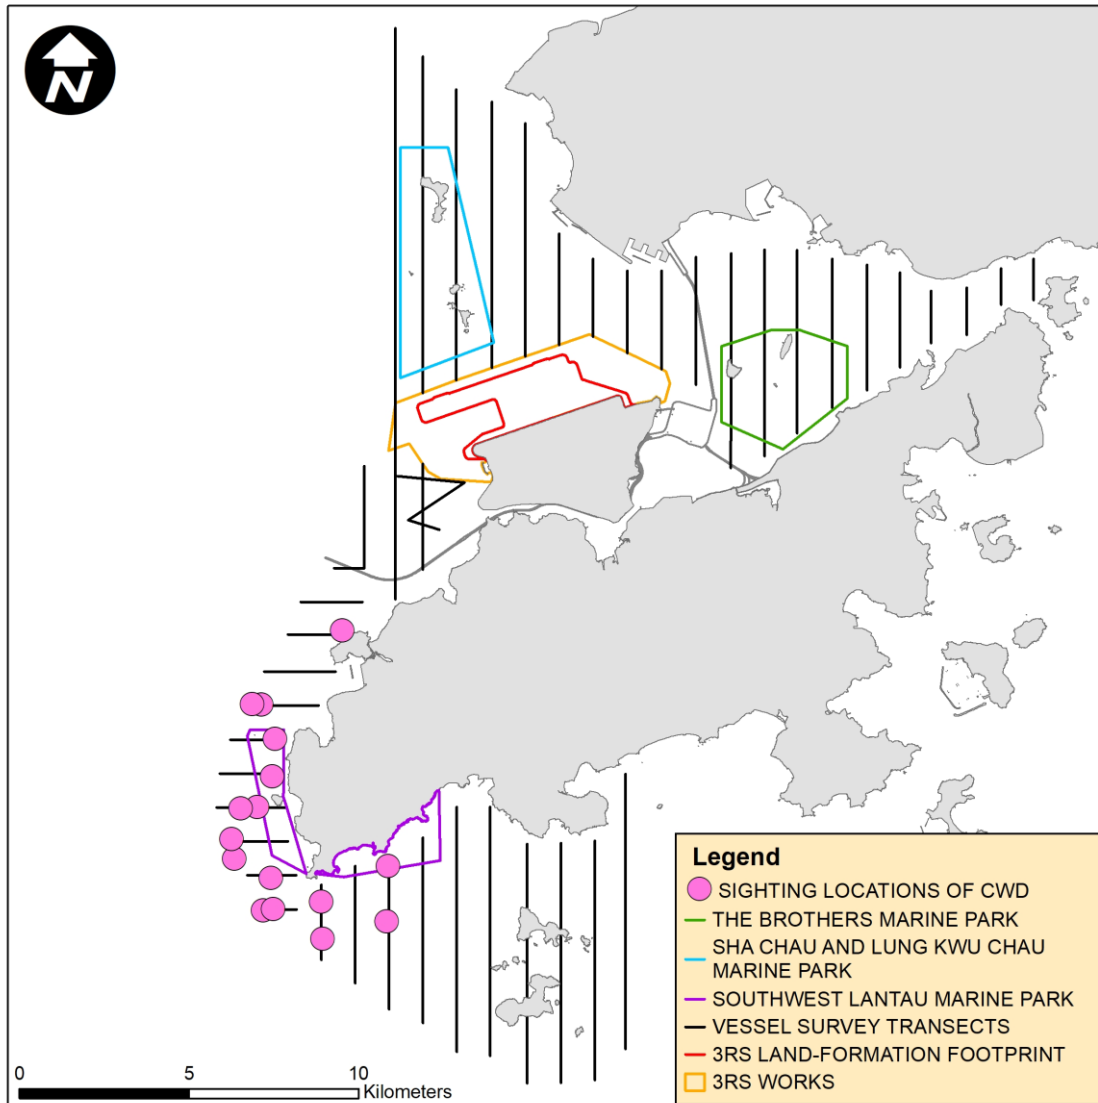 N
Legend
SIGHTING LOCATIONS OF CWD
THE BROTHERS MARINE PARK
SHA CHAU AND LUNG KWU CHAU
MARINE PARK
SOUTHWEST LANTAU MARINE PARK
VESSEL SURVEY TRANSECTS
3RS LAND-FORMATION FOOTPRINT
3RS WORKS
0 5 10
Kilometers